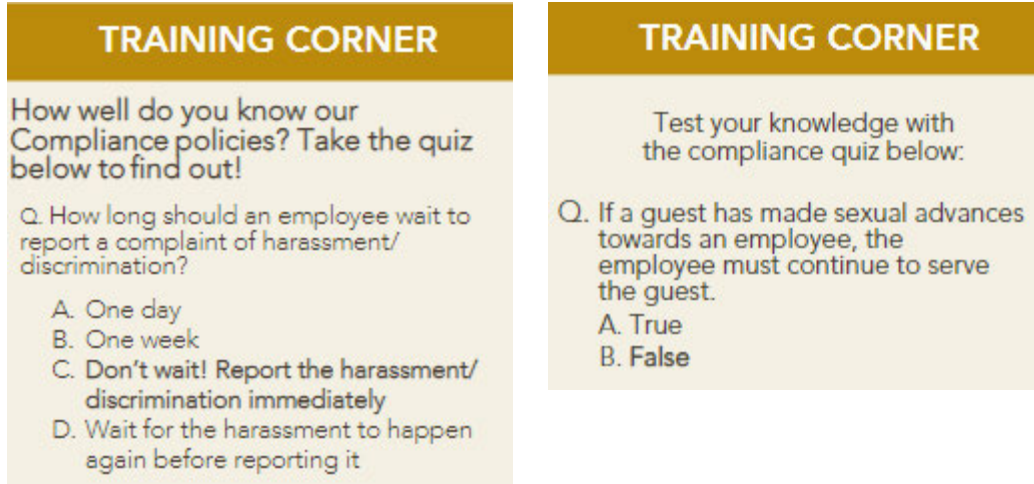 TRAINING CORNER
How well do you know our
Compliance policies? Take the quiz
below to find out!
Q. How long should an employee wait to
report a complaint of harassment/
discrimination?
A. One day
B. One week
C. Don't wait! Report the harassment/
discrimination immediately
D. Wait for the harassment to happen
again before reporting it
TRAINING CORNER
Test your knowledge with
the compliance quiz below:
Q. If a guest has made sexual advances
towards an employee, the
employee must continue to serve
the guest.
A. True
B. False